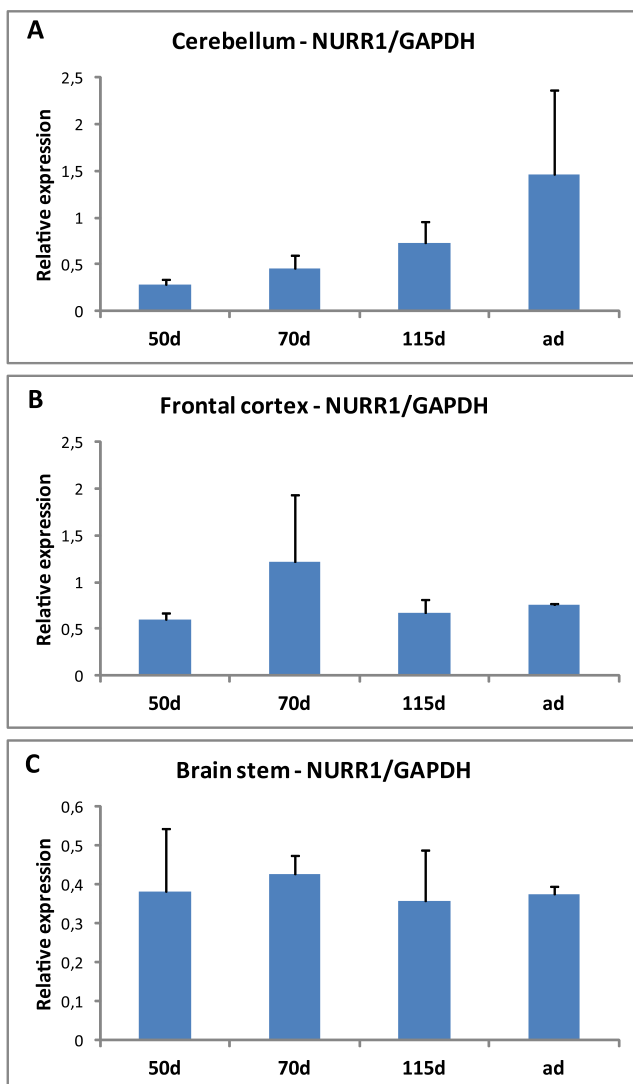 A
Cerebellum - NURR1/GAPDH
Relative expression
2,5
2
1,5
1
0,5
0
50d 70d 115d ad
B
Frontal cortex - NURR1/GAPDH
Relative expression
2,5
2
1,5
1
0,5
0
50d 70d 115d ad
C
Brain stem - NURR1/GAPDH
Relative expression
0,6
0,5
0,4
0,3
0,2
0,1
0
50d 70d 115d ad